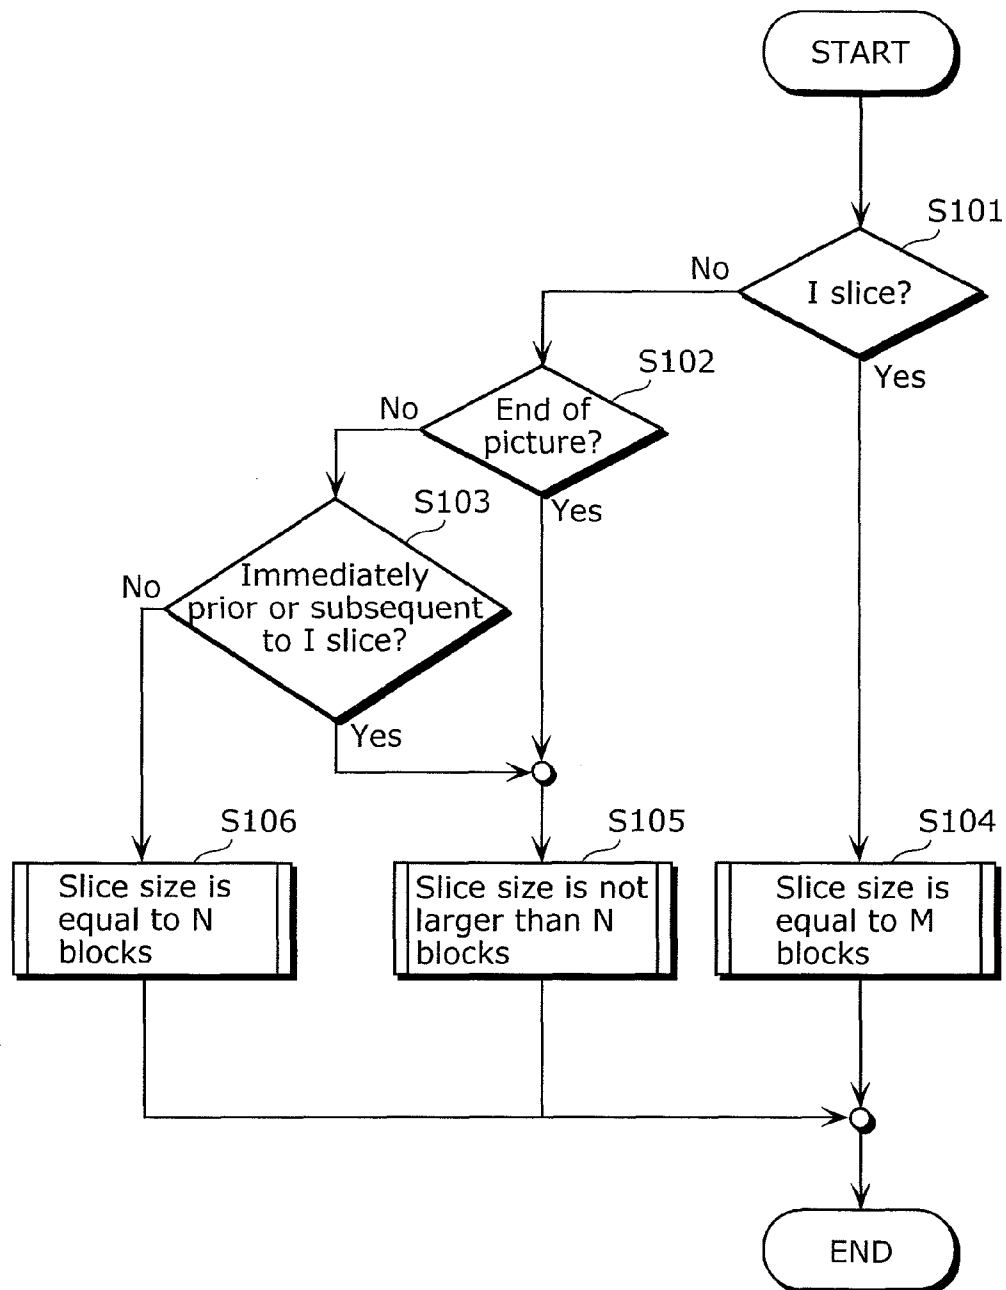 START
S101
No
I slice?
Yes
S102
No
End of
picture?
Yes
S103
No
Immediately
prior or subsequent
to I slice?
Yes
S106
Slice size is
equal to N
blocks
S105
Slice size is not
larger than N
blocks
S104
Slice size is
equal to M
blocks
END